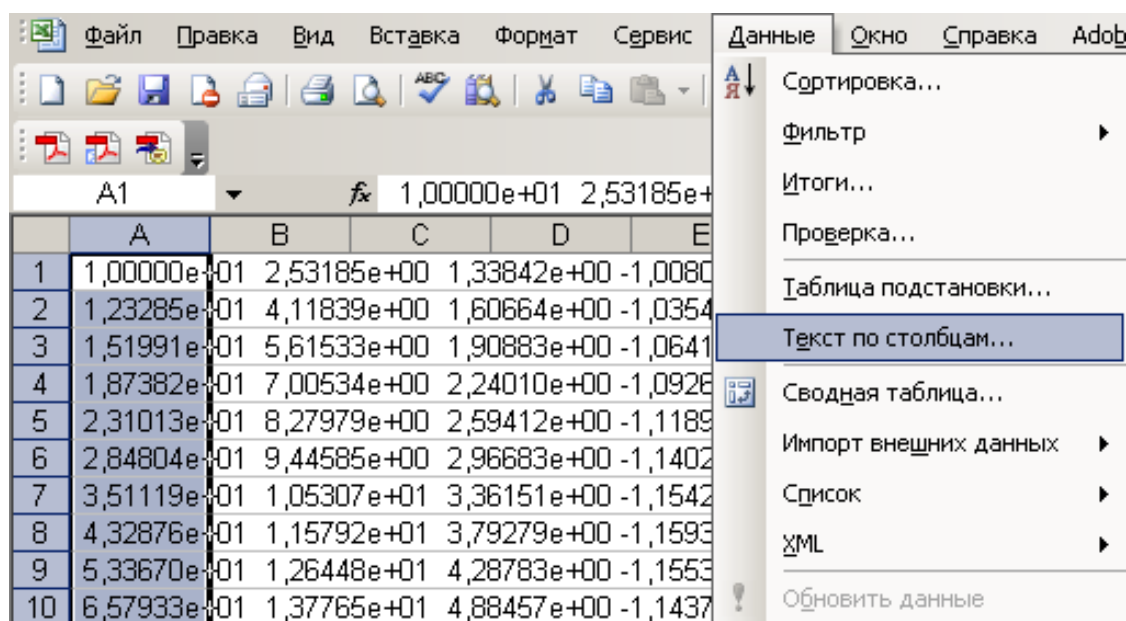 Файл Правка Вид Вставка Формат Сервис Данные Окно Справка Adob
ABC
А Я
Сортировка...
Фильтр
Итоги...
Проверка...
Таблица подстановки...
Текст по столбцам...
Сводная таблица...
Импорт внешних данных
Список
XML
Обновить данные
A1 fx 1,00000e+01 2,53185e+
A B C D E
1 1,00000e+01 2,53185e+00 1,33842e+00 -1,0080
2 1,23285e+01 4,11839e+00 1,60664e+00 -1,0354
3 1,51991e+01 5,61533e+00 1,90883e+00 -1,0641
4 1,87382e+01 7,00534e+00 2,24010e+00 -1,0926
5 2,31013e+01 8,27979e+00 2,59412e+00 -1,1189
6 2,84804e+01 9,44585e+00 2,96683e+00 -1,1402
7 3,51119e+01 1,05307e+01 3,36151e+00 -1,1542
8 4,32876e+01 1,15792e+01 3,79279e+00 -1,1593
9 5,33670e+01 1,26448e+01 4,28783e+00 -1,1553
10 6,57933e+01 1,37765e+01 4,88457e+00 -1,1437